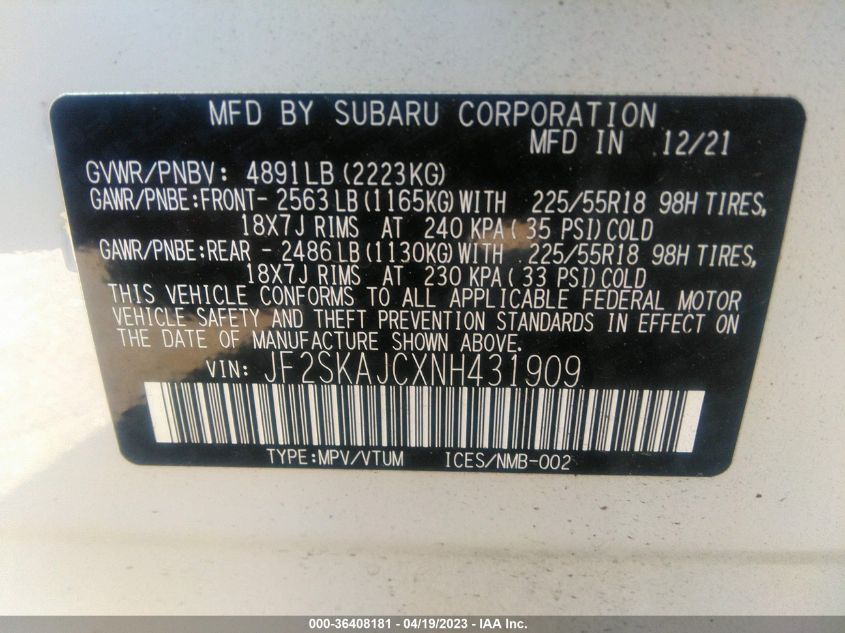 MFD BY SUBARU CORPORATION
MFD IN 12/21
GVWR/PNBV: 4891LB (2223KG)
GAWR/PNBE:FRONT- 2563 LB (1165KG) WITH 225/55R18 98H TIRES,
18X7J RIMS AT 240 KPA ( 35 PSI) COLD
GAWR/PNBE:REAR - 2486 LB (1130KG) WITH 225/55R18 98H TIRES,
18X7J RIMS AT 230 KPA ( 33 PSI) COLD
THIS VEHICLE CONFORMS TO ALL APPLICABLE FEDERAL MOTOR
VEHICLE SAFETY AND THEFT PREVENTION STANDARDS IN EFFECT ON
THE DATE OF MANUFACTURE SHOWN ABOVE.
VIN: JF2SKAJCXNH431909
TYPE:MPV/VTUM ICES/NMB-002
000-36408181 - 04/19/2023 - IAA Inc.